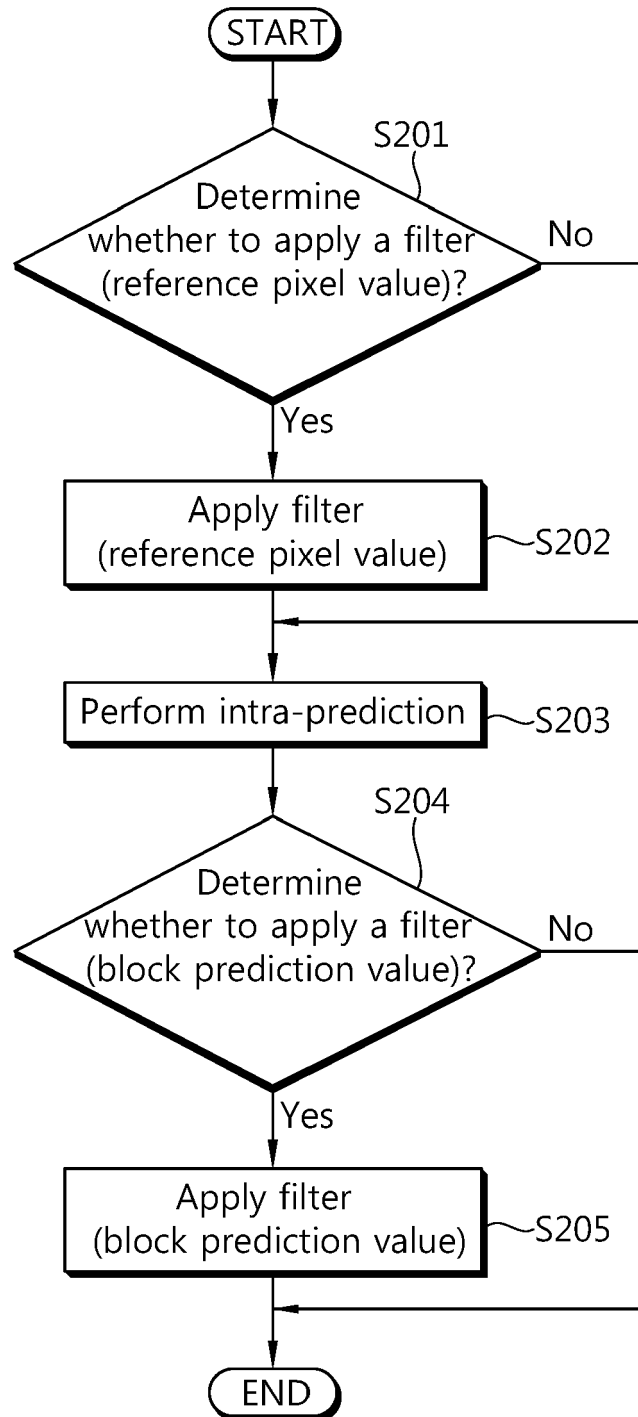 START
S201
Determine
whether to apply a filter
(reference pixel value)?
No
Yes
Apply filter
(reference pixel value)
S202
Perform intra-prediction
S203
S204
Determine
whether to apply a filter
(block prediction value)?
No
Yes
Apply filter
(block prediction value)
S205
END